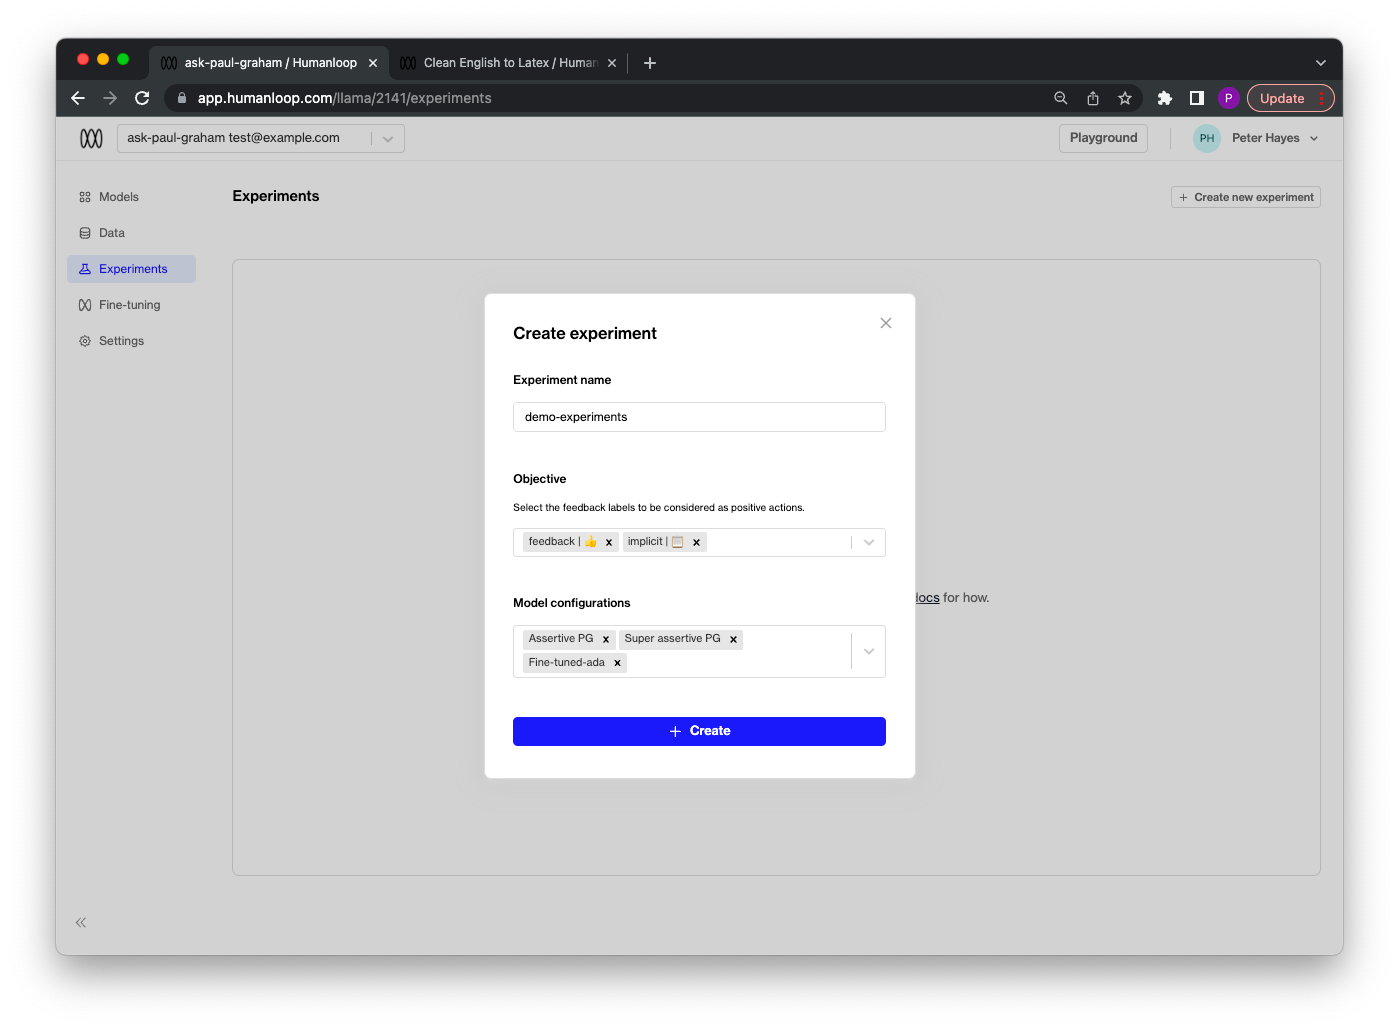 ask-paul-graham / Humanloop
Clean English to Latex / Human
app.humanloop.com/llama/2141/experiments
P
Update
ask-paul-graham test@example.com
Playground
PH
Peter Hayes
Models
Data
Experiments
Fine-tuning
Settings
Experiments
Create new experiment
Create experiment
Experiment name
demo-experiments
Objective
Select the feedback labels to be considered as positive actions.
feedback | 👍 x implicit | 📋 x
docs for how.
Model configurations
Assertive PG x Super assertive PG x
Fine-tuned-ada x
+ Create